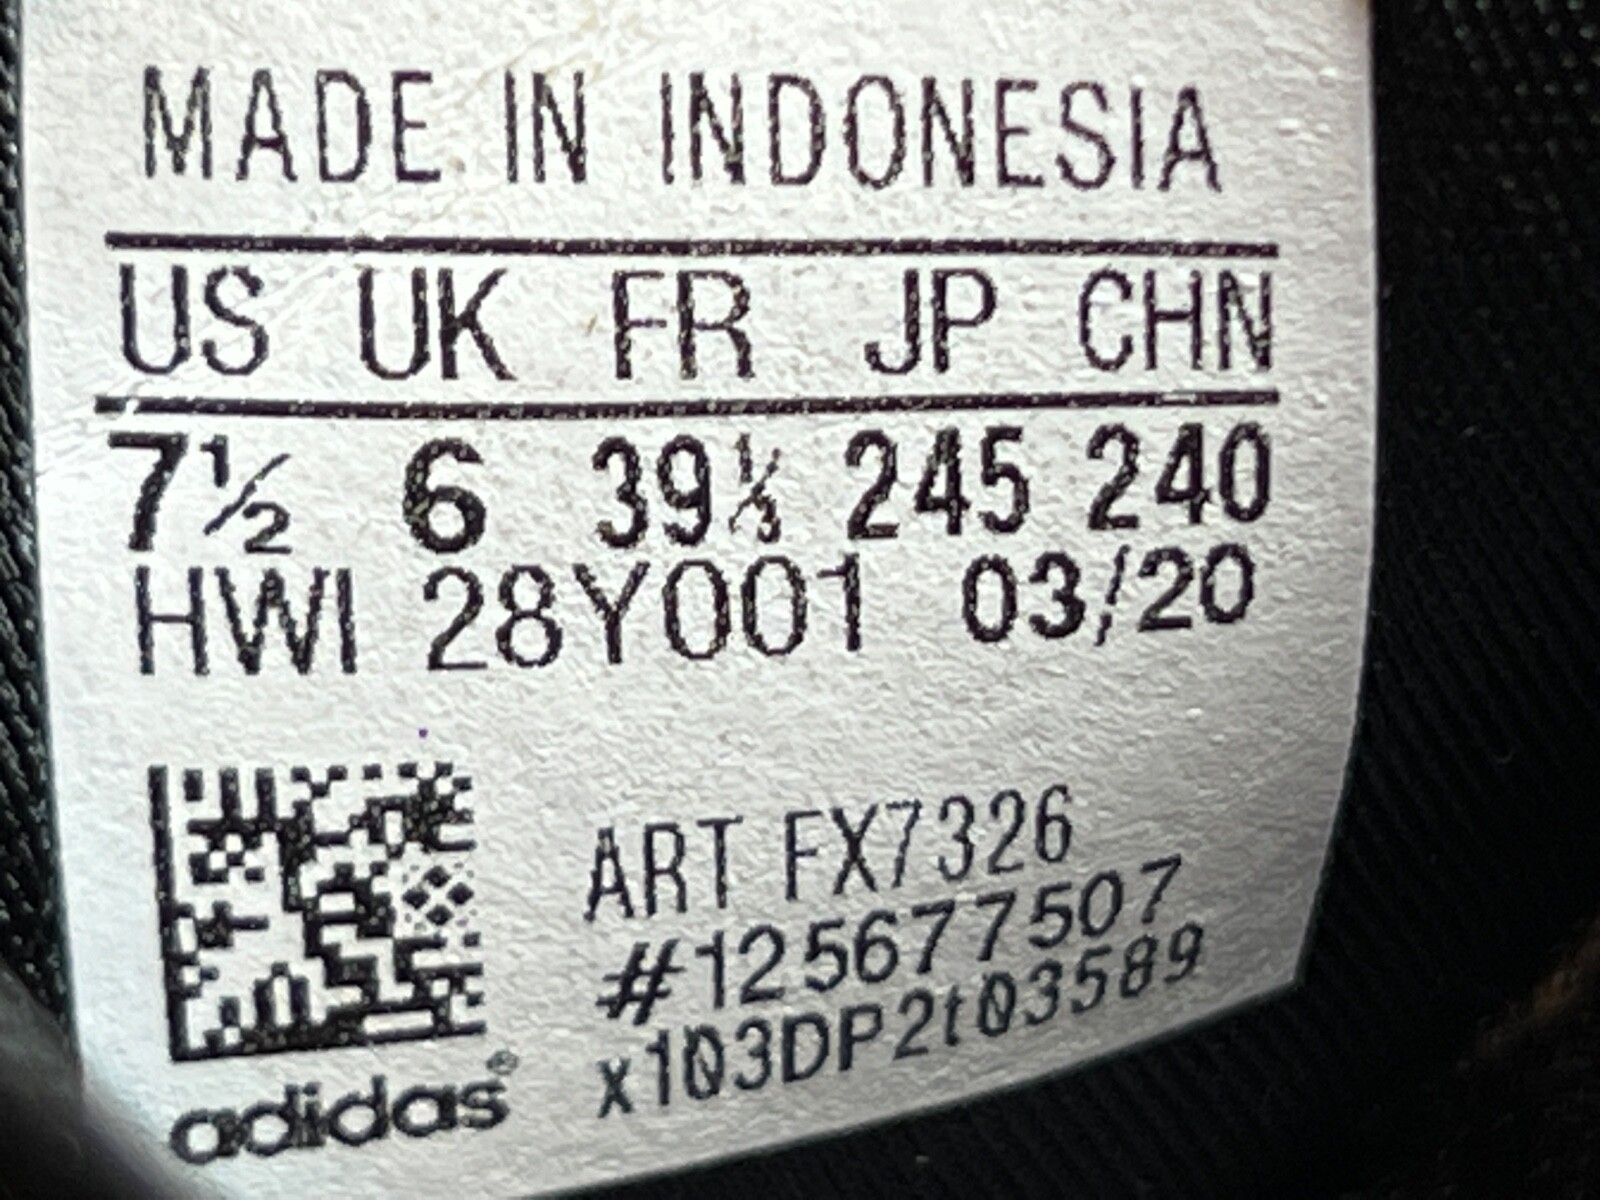 MADE IN INDONESIA
US UK FR JP CHN
7½ 6 39⅓ 245 240
HWI 28Y001 03/20
ART FX7326
#125677507
x103DP2t03589
adidas®